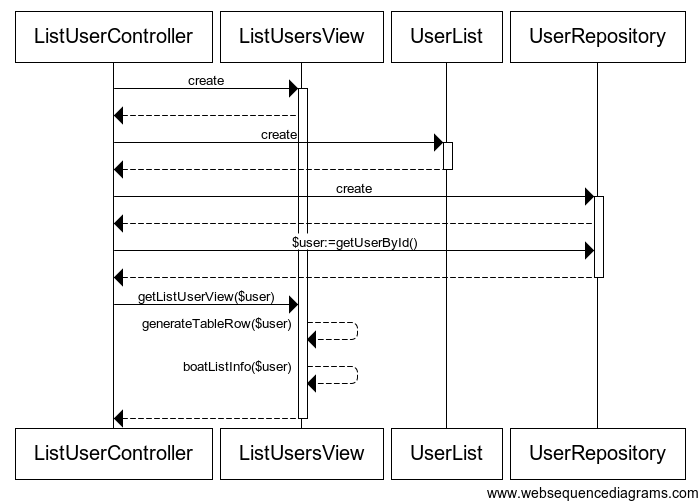 ListUserController ListUsersView UserList UserRepository
create
create
create
$user:=getUserById()
getListUserView($user)
generateTableRow($user)
boatListInfo($user)
ListUserController ListUsersView UserList UserRepository
www.websequencediagrams.com